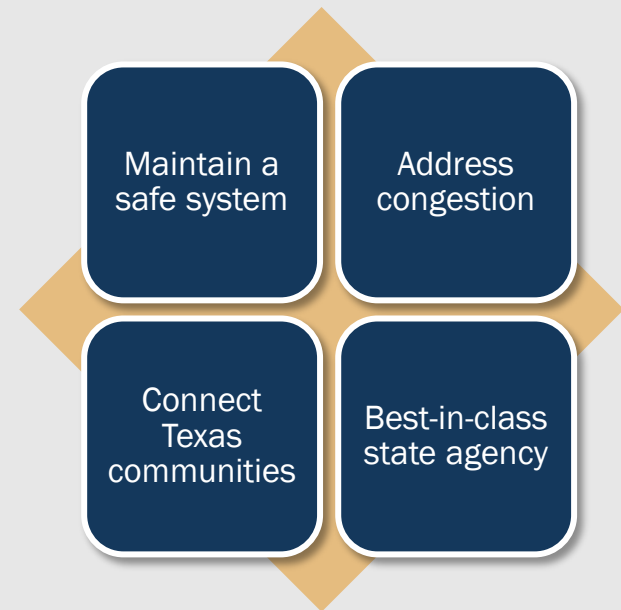 Maintain a
safe system
Address
congestion
Connect
Texas
communities
Best-in-class
state agency